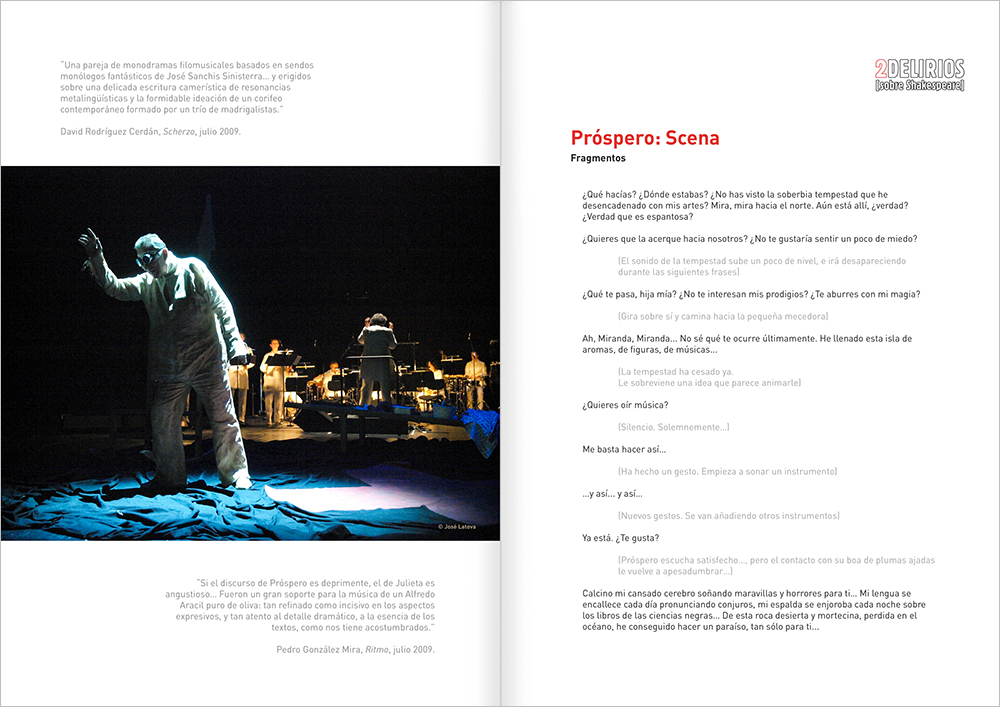 “Una pareja de monodramas filomusicales basados en sendos
monólogos fantásticos de José Sanchis Sinisterra... y erigidos
sobre una delicada escritura camerística de resonancias
metalingüísticas y la formidable ideación de un corifeo
contemporáneo formado por un trío de madrigalistas.”
David Rodríguez Cerdán, Scherzo, julio 2009.
© José Latova
“Si el discurso de Próspero es deprimente, el de Julieta es
angustioso... Fueron un gran soporte para la música de un Alfredo
Aracil puro de oliva: tan refinado como incisivo en los aspectos
expresivos, y tan atento al detalle dramático, a la esencia de los
textos, como nos tiene acostumbrados.”
Pedro González Mira, Ritmo, julio 2009.
2DELIRIOS
[sobre Shakespeare]
Próspero: Scena
Fragmentos
¿Qué hacías? ¿Dónde estabas? ¿No has visto la soberbia tempestad que he
desencadenado con mis artes? Mira, mira hacia el norte. Aún está allí, ¿verdad?
¿Verdad que es espantosa?
¿Quieres que la acerque hacia nosotros? ¿No te gustaría sentir un poco de miedo?
(El sonido de la tempestad sube un poco de nivel, e irá desapareciendo
durante las siguientes frases)
¿Qué te pasa, hija mía? ¿No te interesan mis prodigios? ¿Te aburres con mi magia?
(Gira sobre sí y camina hacia la pequeña mecedora)
Ah, Miranda, Miranda... No sé qué te ocurre últimamente. He llenado esta isla de
aromas, de figuras, de músicas...
(La tempestad ha cesado ya.
Le sobreviene una idea que parece animarle)
¿Quieres oír música?
(Silencio. Solemnemente...)
Me basta hacer así...
(Ha hecho un gesto. Empieza a sonar un instrumento)
...y así... y así...
(Nuevos gestos. Se van añadiendo otros instrumentos)
Ya está. ¿Te gusta?
(Próspero escucha satisfecho..., pero el contacto con su boa de plumas ajadas
le vuelve a apesadumbrar...)
Calcino mi cansado cerebro soñando maravillas y horrores para ti... Mi lengua se
encallece cada día pronunciando conjuros, mi espalda se enjoroba cada noche sobre
los libros de las ciencias negras... De esta roca desierta y mortecina, perdida en el
océano, he conseguido hacer un paraíso, tan sólo para ti...